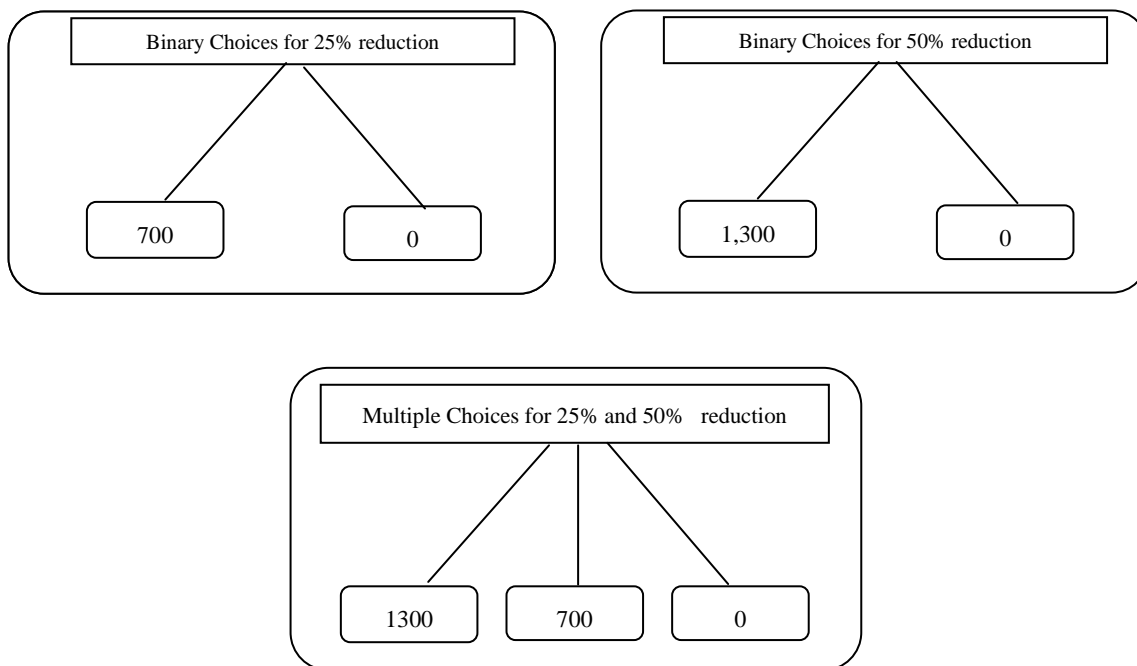 Binary Choices for 25% reduction
700
0
Binary Choices for 50% reduction
1,300
0
Multiple Choices for 25% and 50% reduction
1300
700
0